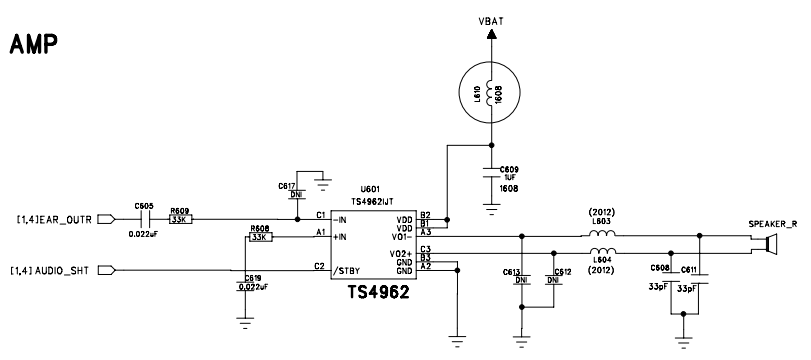 AMP
VBAT
L610
1608
C609
1UF
1608
C617
DNI
U601
TS4962IJT
[1,4]EAR_OUTR
C605
0.022uF
R609
33K
C1
-IN
VDD
B2
VDD
B1
R608
33K
A1
+IN
VO1-
A3
(2012)
L603
SPEAKER_R
[1,4]AUDIO_SHT
C2
/STBY
VO2+
C3
GND
B3
GND
A2
L604
(2012)
C619
0.022uF
TS4962
C613
DNI
C612
DNI
C608
33pF
C611
33pF